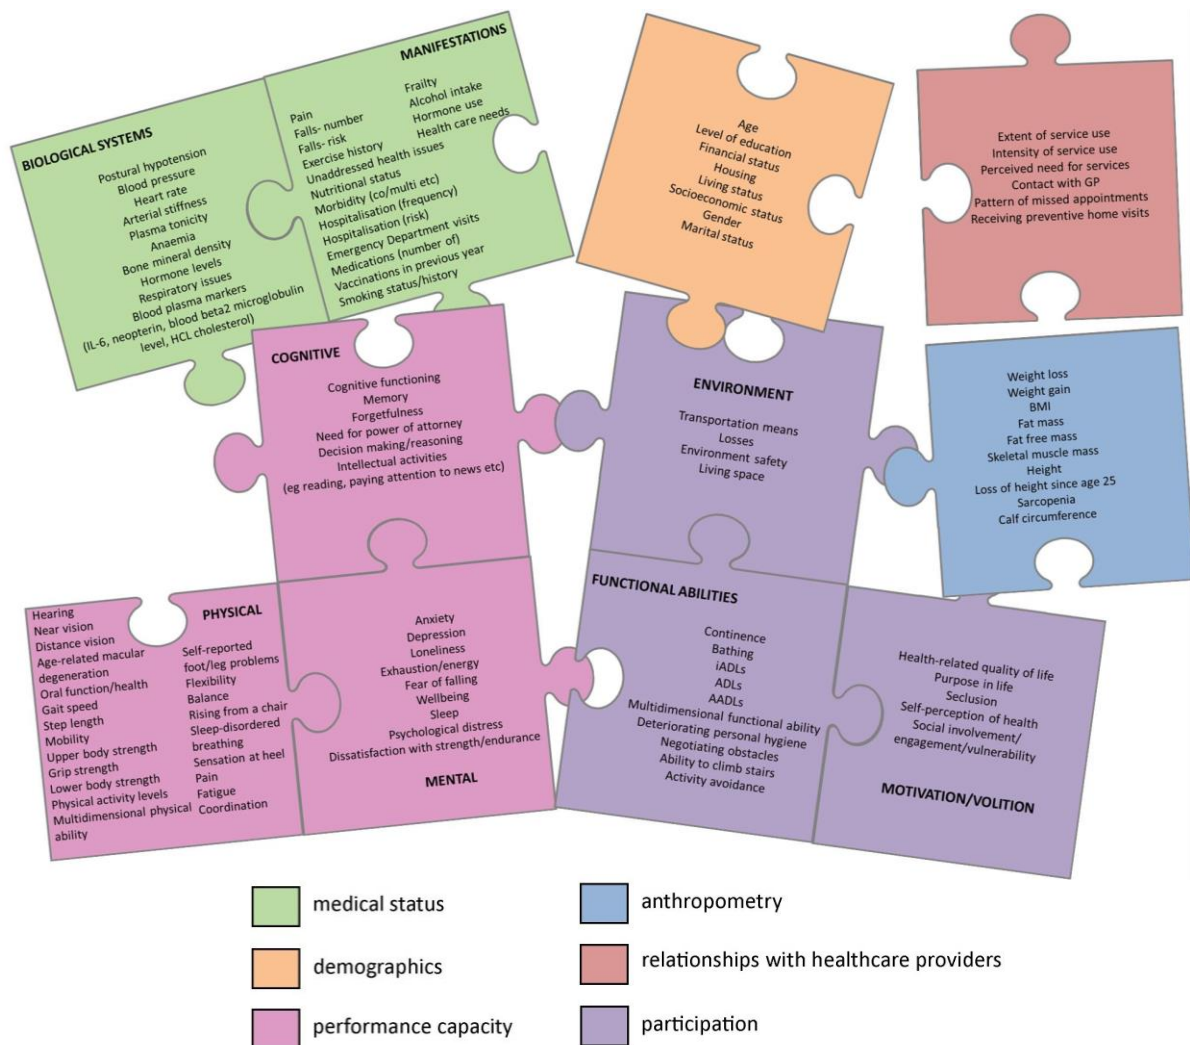 BIOLOGICAL SYSTEMS
Postural hypotension
Blood pressure
Heart rate
Arterial stiffness
Plasma tonicity
Anaemia
Bone mineral density
Hormone levels
Respiratory issues
Blood plasma markers
(IL-6, neopterin, blood beta2 microglobulin
level, HCL cholesterol)
MANIFESTATIONS
Pain
Falls- number
Falls- risk
Exercise history
Unaddressed health issues
Nutritional status
Morbidity (co/multi etc)
Hospitalisation (frequency)
Hospitalisation (risk)
Emergency Department visits
Medications (number of)
Vaccinations in previous year
Smoking status/history
Frailty
Alcohol intake
Hormone use
Health care needs
Age
Level of education
Financial status
Housing
Living status
Socioeconomic status
Gender
Marital status
Extent of service use
Intensity of service use
Perceived need for services
Contact with GP
Pattern of missed appointments
Receiving preventive home visits
COGNITIVE
Cognitive functioning
Memory
Forgetfulness
Need for power of attorney
Decision making/reasoning
Intellectual activities
(eg reading, paying attention to news etc)
ENVIRONMENT
Transportation means
Losses
Environment safety
Living space
Weight loss
Weight gain
BMI
Fat mass
Fat free mass
Skeletal muscle mass
Height
Loss of height since age 25
Sarcopenia
Calf circumference
PHYSICAL
Hearing
Near vision
Distance vision
Age-related macular
degeneration
Oral function/health
Gait speed
Step length
Mobility
Upper body strength
Grip strength
Lower body strength
Physical activity levels
Multidimensional physical
ability
Self-reported
foot/leg problems
Flexibility
Balance
Rising from a chair
Sleep-disordered
breathing
Sensation at heel
Pain
Fatigue
Coordination
Anxiety
Depression
Loneliness
Exhaustion/energy
Fear of falling
Wellbeing
Sleep
Psychological distress
Dissatisfaction with strength/endurance
MENTAL
FUNCTIONAL ABILITIES
Continence
Bathing
iADLs
ADLs
AADLs
Multidimensional functional ability
Deteriorating personal hygiene
Negotiating obstacles
Ability to climb stairs
Activity avoidance
Health-related quality of life
Purpose in life
Seclusion
Self-perception of health
Social involvement/
engagement/vulnerability
MOTIVATION/VOLITION
medical status
demographics
performance capacity
anthropometry
relationships with healthcare providers
participation